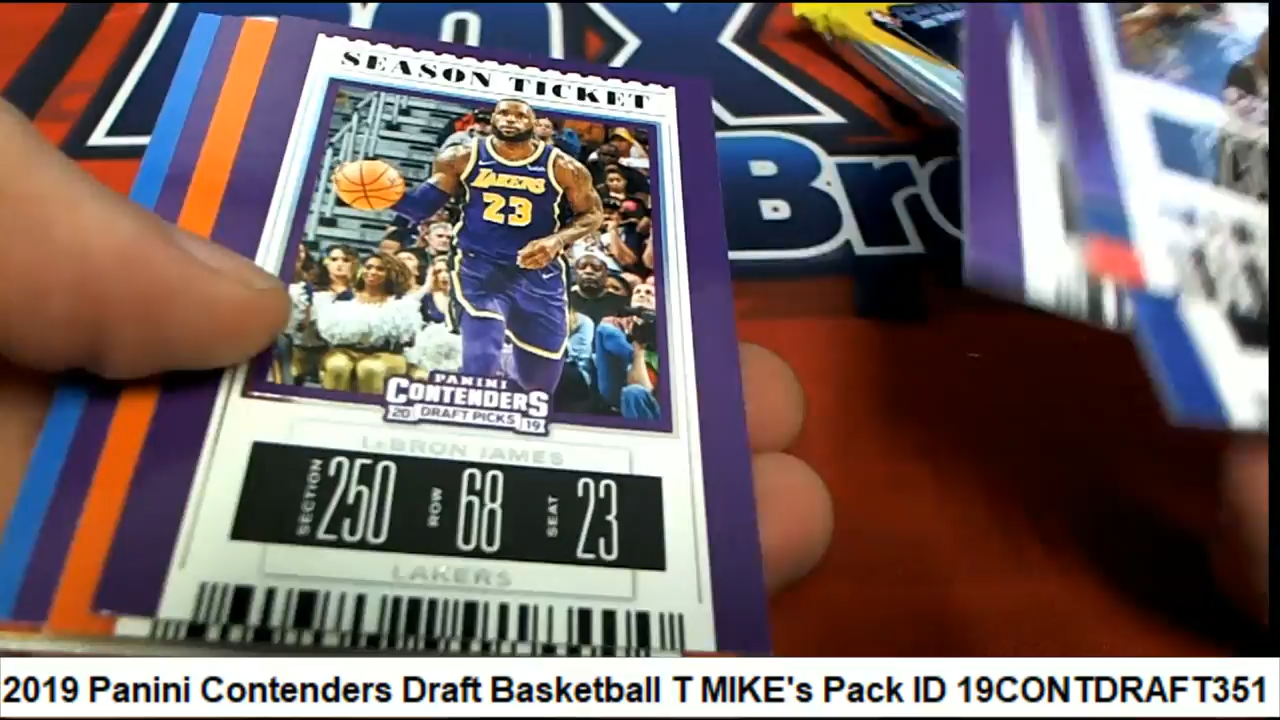 SEASON TICKET
LAKERS
23
PANINI
CONTENDERS
20 DRAFT PICKS 19
LeBRON JAMES
SECTION 250 ROW 68 SEAT 23
LAKERS
Bre
2019 Panini Contenders Draft Basketball T MIKE's Pack ID 19CONTDRAFT351